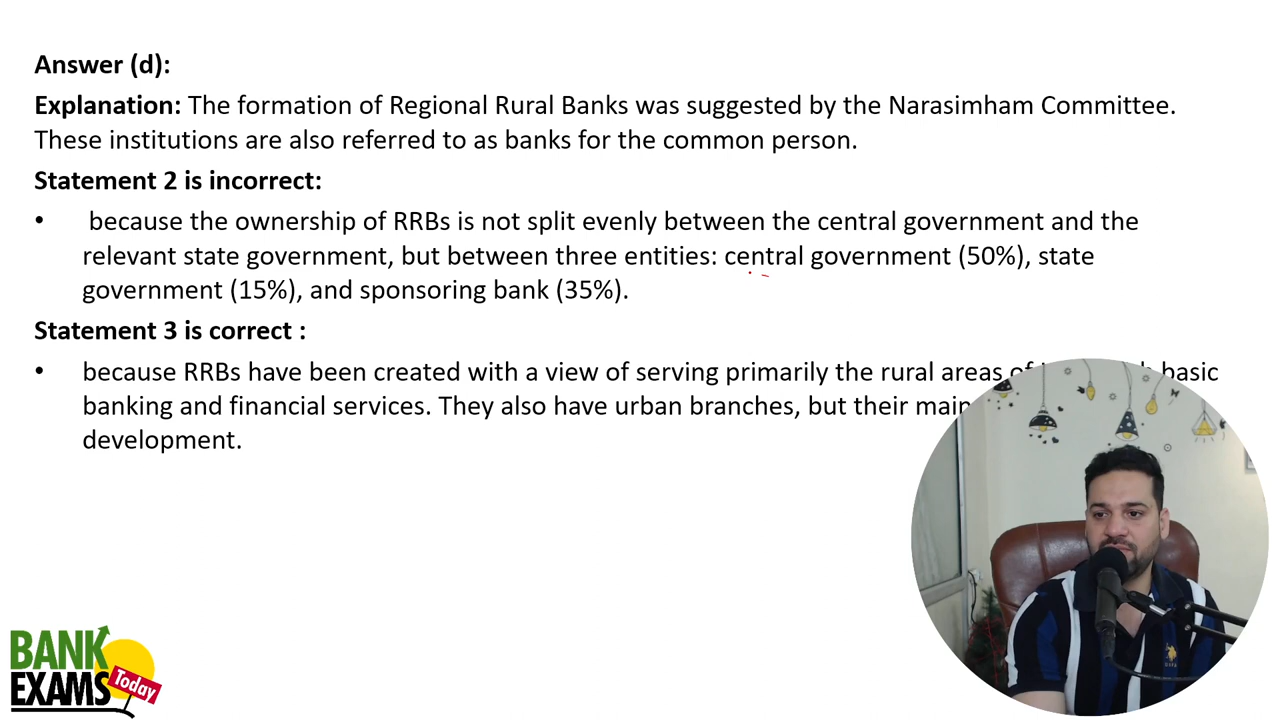 Answer (d):
Explanation: The formation of Regional Rural Banks was suggested by the Narasimham Committee.
These institutions are also referred to as banks for the common person.
Statement 2 is incorrect:
• because the ownership of RRBs is not split evenly between the central government and the
relevant state government, but between three entities: central government (50%), state
government (15%), and sponsoring bank (35%).
Statement 3 is correct :
• because RRBs have been created with a view of serving primarily the rural areas of basic
banking and financial services. They also have urban branches, but their main
development.
BANK
EXAMS
Today